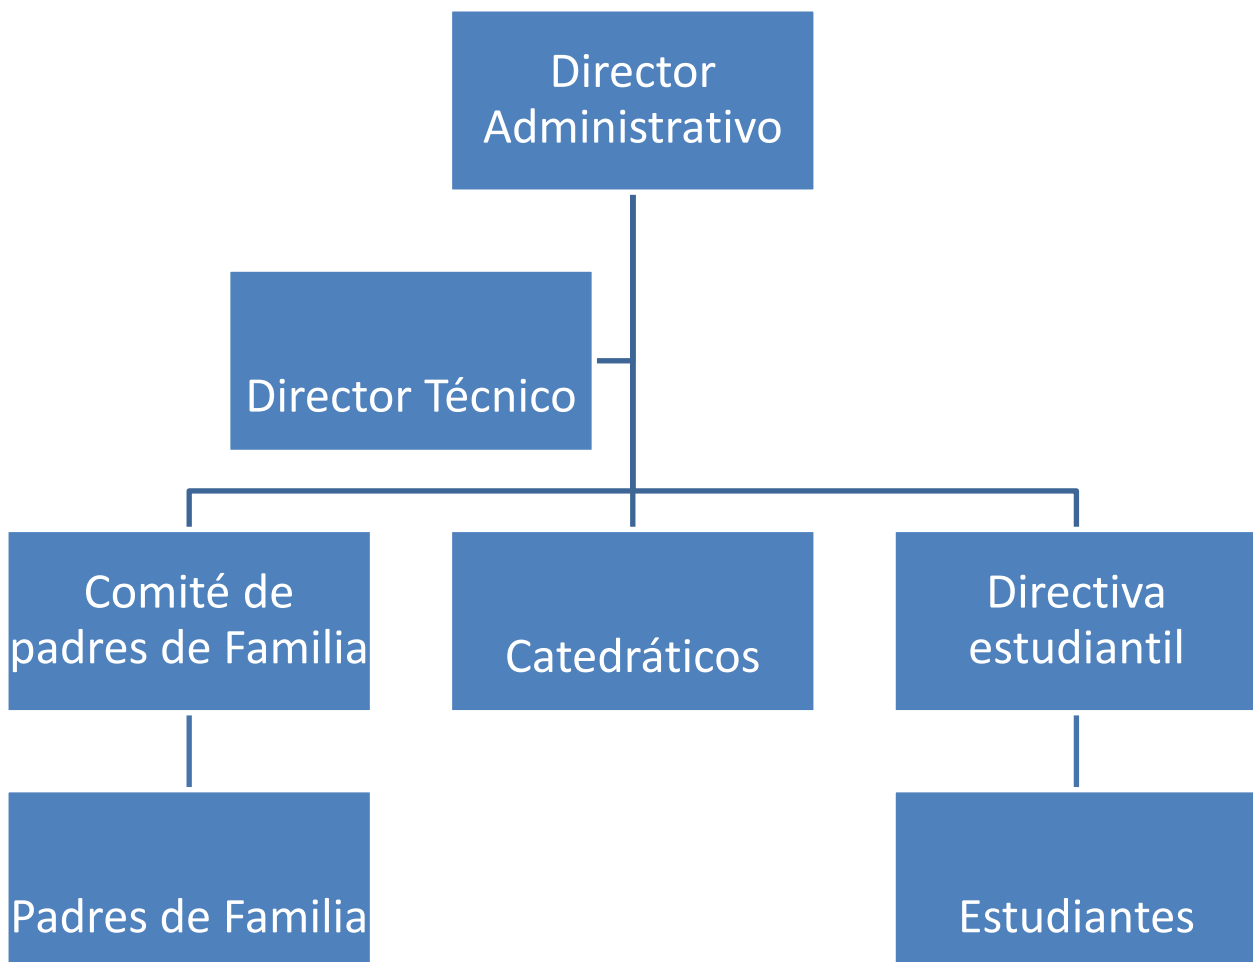 Director
Administrativo
Director Técnico
Comité de
padres de Familia
Catedráticos
Directiva
estudiantil
Padres de Familia
Estudiantes